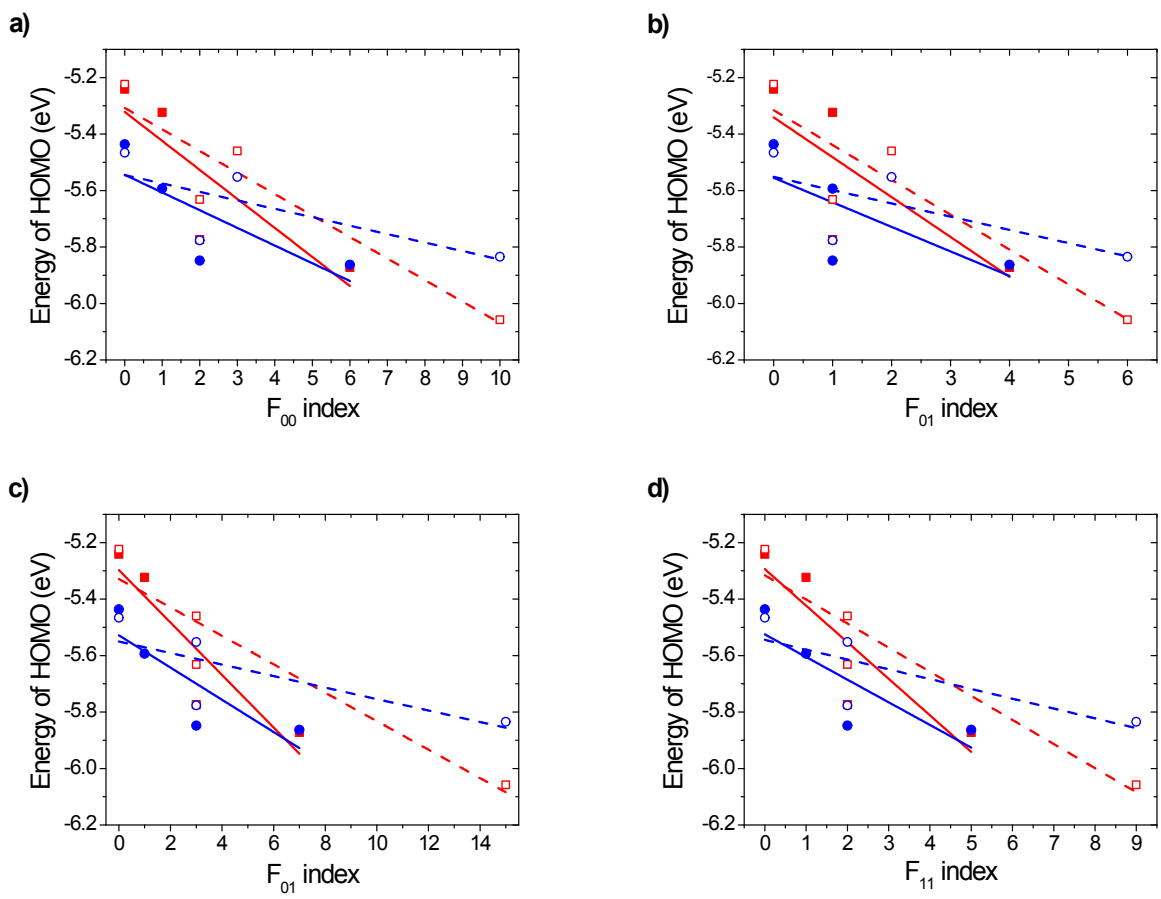 a)
Energy of HOMO (eV)
-5.2
-5.4
-5.6
-5.8
-6.0
-6.2
0 1 2 3 4 5 6 7 8 9 10
F00 index
b)
Energy of HOMO (eV)
-5.2
-5.4
-5.6
-5.8
-6.0
-6.2
0 1 2 3 4 5 6
F01 index
c)
Energy of HOMO (eV)
-5.2
-5.4
-5.6
-5.8
-6.0
-6.2
0 2 4 6 8 10 12 14
F01 index
d)
Energy of HOMO (eV)
-5.2
-5.4
-5.6
-5.8
-6.0
-6.2
0 1 2 3 4 5 6 7 8 9
F11 index